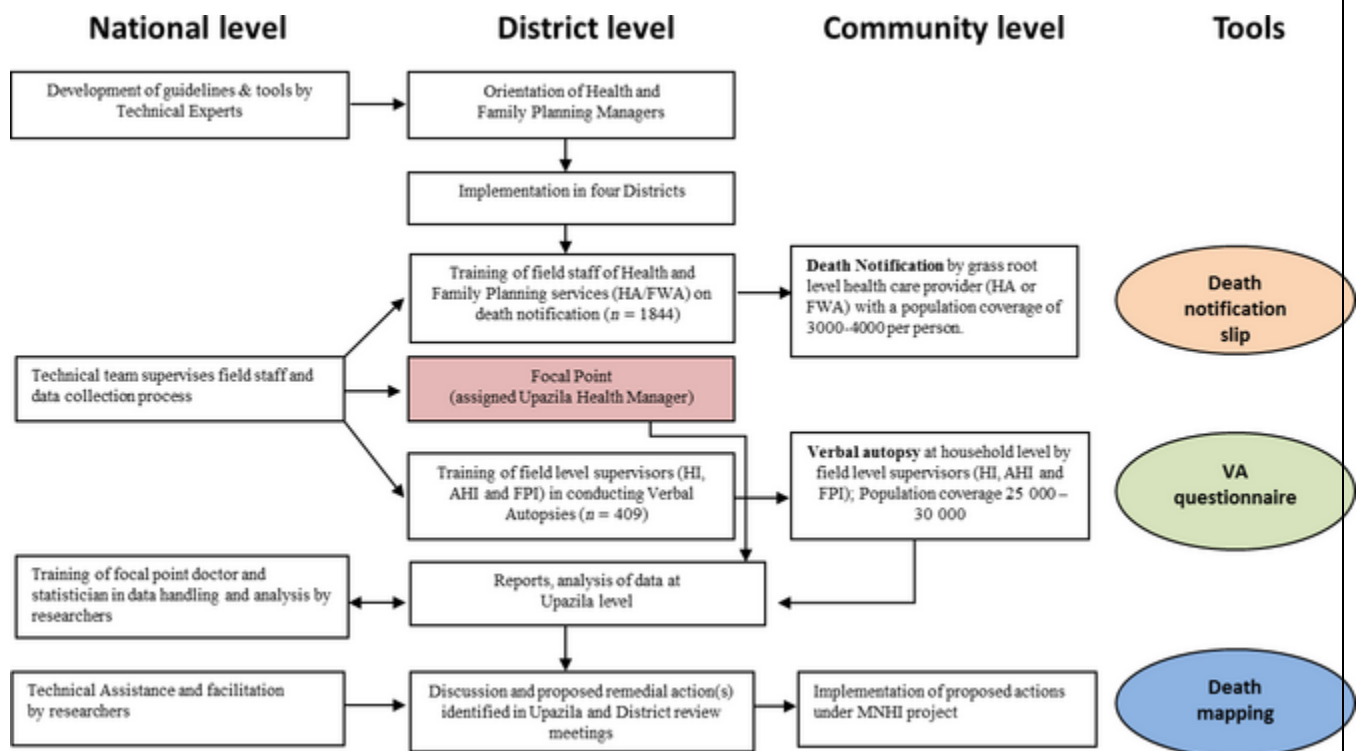 National level
District level
Community level
Tools
Development of guidelines & tools by
Technical Experts
Orientation of Health and
Family Planning Managers
Implementation in four Districts
Training of field staff of Health and
Family Planning services (HA/FWA) on
death notification (n = 1844)
Death Notification by grass root
level health care provider (HA or
FWA) with a population coverage of
3000-4000 per person.
Death
notification
slip
Technical team supervises field staff and
data collection process
Focal Point
(assigned Upazila Health Manager)
Training of field level supervisors (HI,
AHI and FPI) in conducting Verbal
Autopsies (n = 409)
Verbal autopsy at household level by
field level supervisors (HI, AHI and
FPI); Population coverage 25 000 –
30 000
VA
questionnaire
Training of focal point doctor and
statistician in data handling and analysis by
researchers
Reports, analysis of data at
Upazila level
Technical Assistance and facilitation
by researchers
Discussion and proposed remedial action(s)
identified in Upazila and District review
meetings
Implementation of proposed actions
under MNHI project
Death
mapping